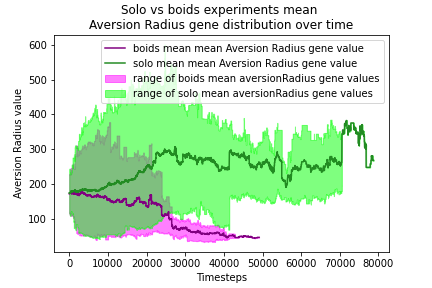 Solo vs boids experiments mean
Aversion Radius gene distribution over time
boids mean mean Aversion Radius gene value
solo mean mean Aversion Radius gene value
range of boids mean aversionRadius gene values
range of solo mean aversionRadius gene values
Aversion Radius value
600
500
400
300
200
100
0
10000
20000
30000
40000
50000
60000
70000
80000
Timesteps